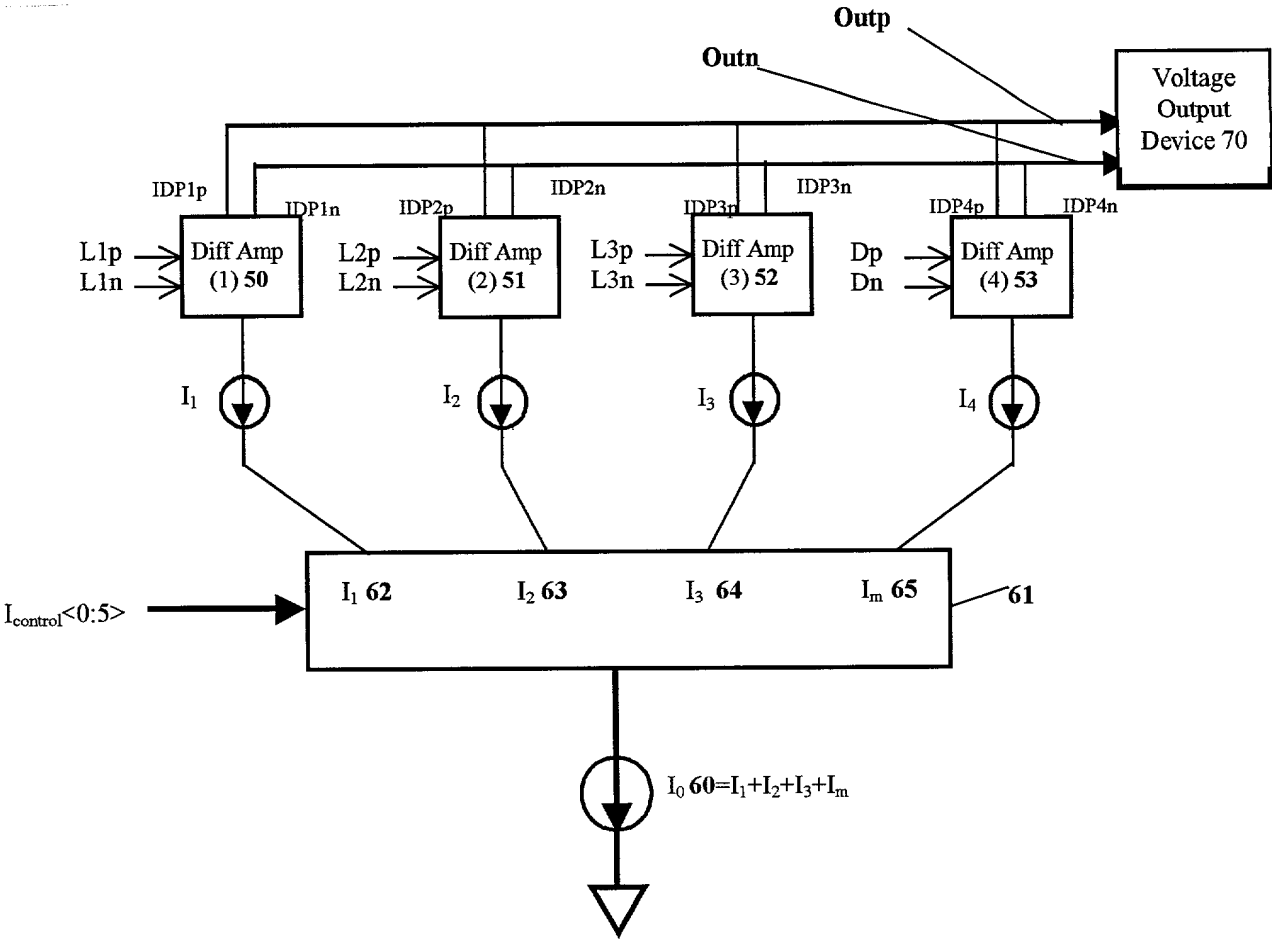 Outp
Outn
Voltage
Output
Device 70
IDP1p
IDP1n
IDP2p
IDP2n
IDP3p
IDP3n
IDP4p
IDP4n
L1p
L1n
Diff Amp
(1) 50
L2p
L2n
Diff Amp
(2) 51
L3p
L3n
Diff Amp
(3) 52
Dp
Dn
Diff Amp
(4) 53
I₁
I₂
I₃
I₄
I₁ 62
I₂ 63
I₃ 64
Iₘ 65
61
Icontrol<0:5>
I₀ 60=I₁+I₂+I₃+Iₘ